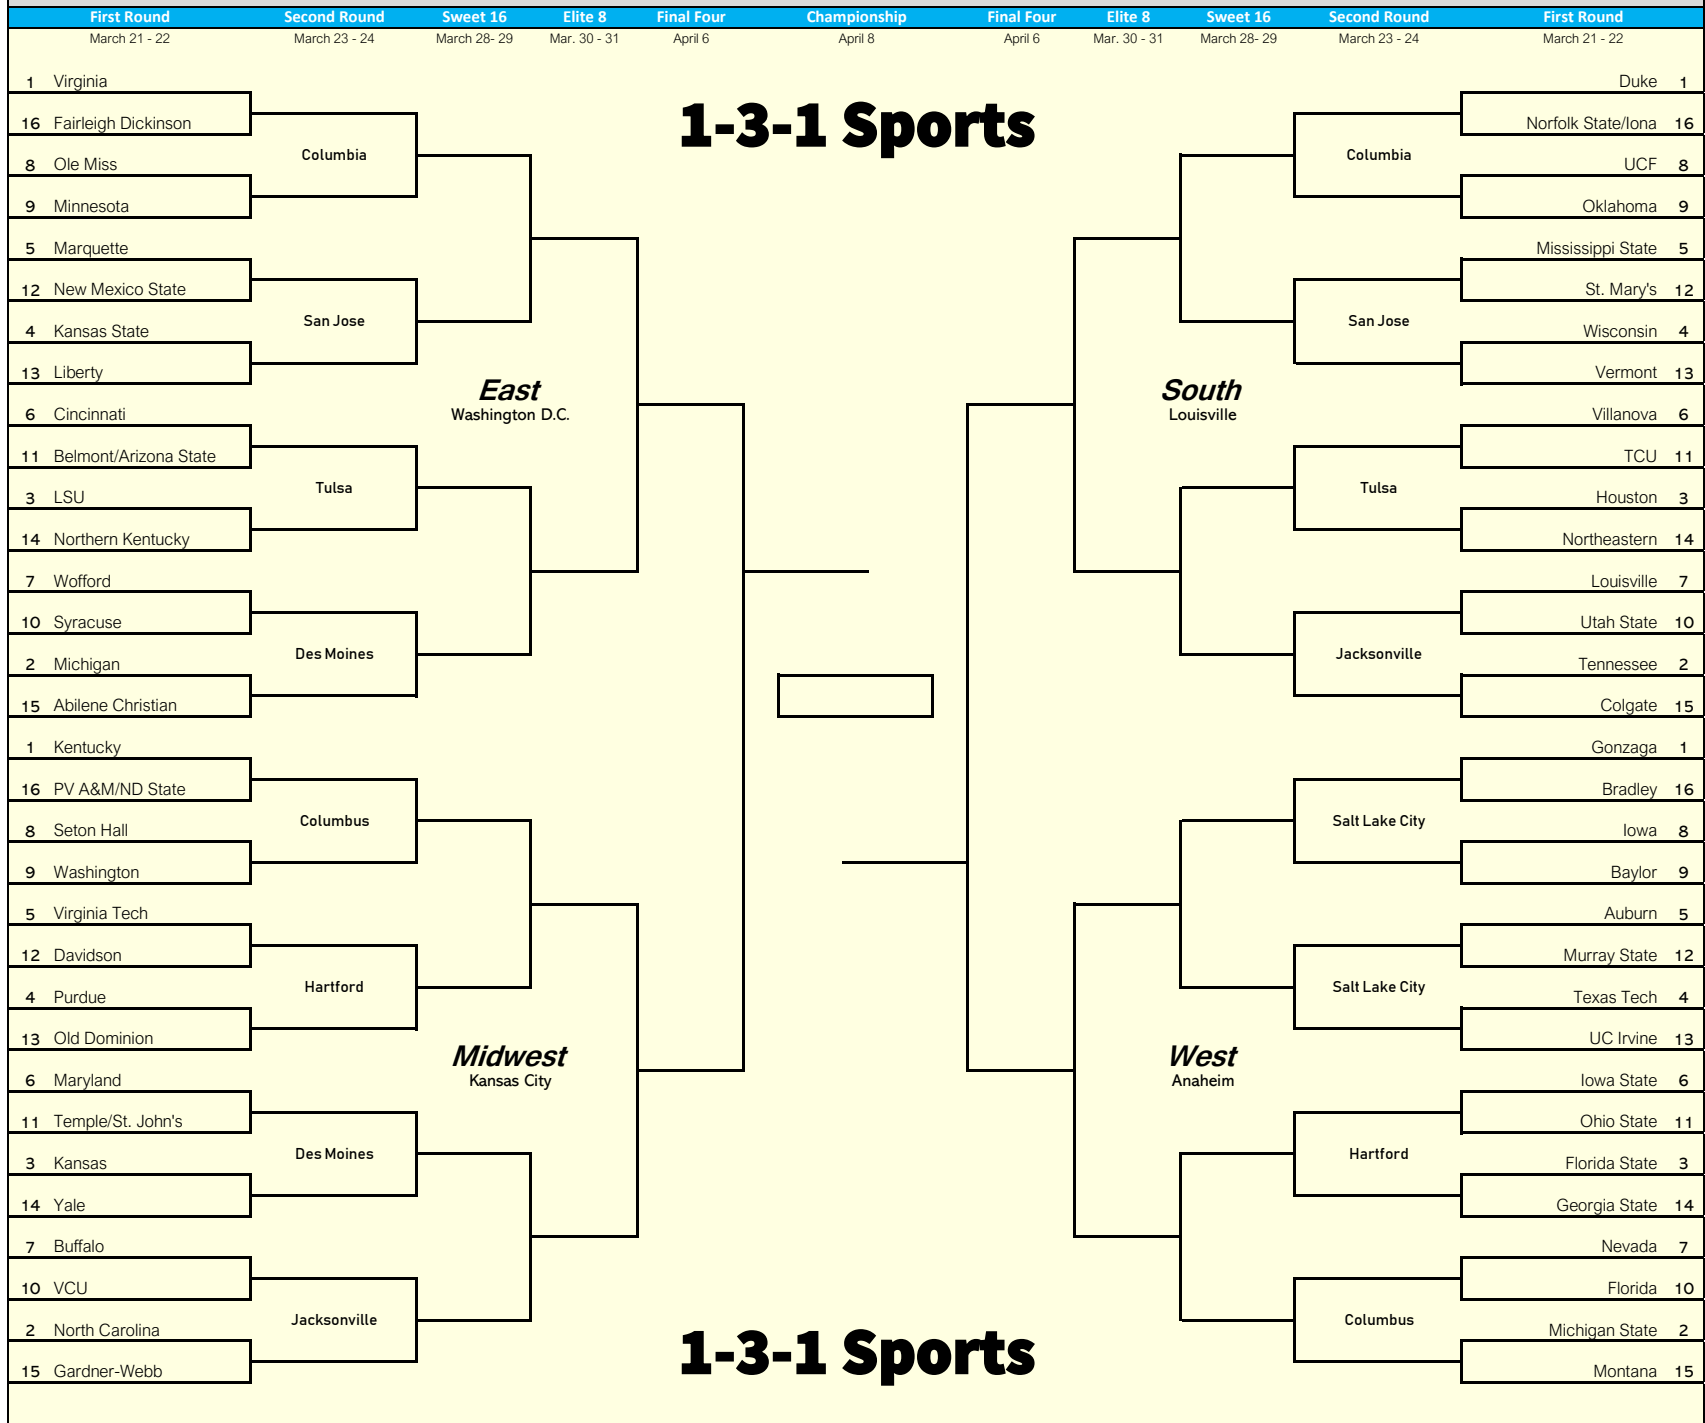 First Round Second Round Sweet 16 Elite 8 Final Four Championship Final Four Elite 8 Sweet 16 Second Round First Round
March 21 - 22 March 23 - 24 March 28- 29 Mar. 30 - 31 April 6 April 8 April 6 Mar. 30 - 31 March 28- 29 March 23 - 24 March 21 - 22
1-3-1 Sports
1 Virginia
16 Fairleigh Dickinson
Columbia
8 Ole Miss
9 Minnesota
5 Marquette
12 New Mexico State
San Jose
4 Kansas State
13 Liberty
East
Washington D.C.
6 Cincinnati
11 Belmont/Arizona State
Tulsa
3 LSU
14 Northern Kentucky
7 Wofford
10 Syracuse
Des Moines
2 Michigan
15 Abilene Christian
1 Kentucky
16 PV A&M/ND State
Columbus
8 Seton Hall
9 Washington
5 Virginia Tech
12 Davidson
Hartford
4 Purdue
13 Old Dominion
Midwest
Kansas City
6 Maryland
11 Temple/St. John's
Des Moines
3 Kansas
14 Yale
7 Buffalo
10 VCU
Jacksonville
2 North Carolina
15 Gardner-Webb
Duke 1
Norfolk State/Iona 16
Columbia
UCF 8
Oklahoma 9
Mississippi State 5
St. Mary's 12
San Jose
Wisconsin 4
Vermont 13
South
Louisville
Villanova 6
TCU 11
Tulsa
Houston 3
Northeastern 14
Louisville 7
Utah State 10
Jacksonville
Tennessee 2
Colgate 15
Gonzaga 1
Bradley 16
Salt Lake City
Iowa 8
Baylor 9
Auburn 5
Murray State 12
Salt Lake City
Texas Tech 4
UC Irvine 13
West
Anaheim
Iowa State 6
Ohio State 11
Hartford
Florida State 3
Georgia State 14
Nevada 7
Florida 10
Columbus
Michigan State 2
Montana 15
1-3-1 Sports